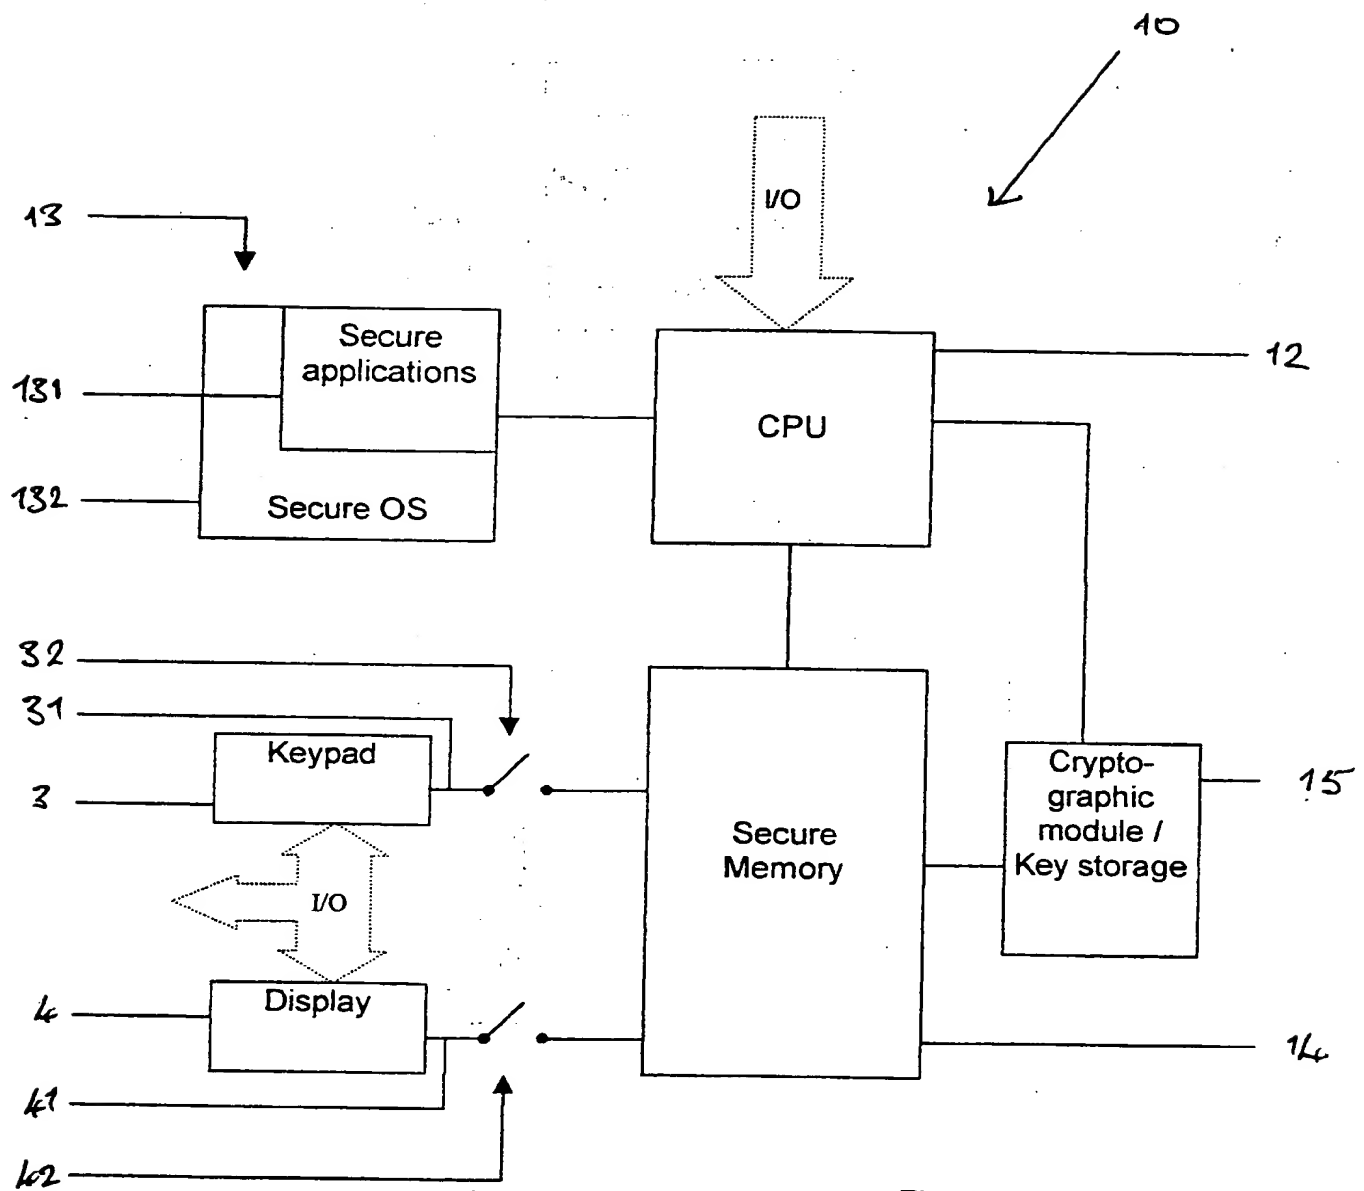 10
I/O
13
Secure
applications
12
131
CPU
132
Secure OS
32
31
Keypad
3
Crypto-
graphic
module /
Key storage
15
Secure
Memory
I/O
4
Display
14
41
42